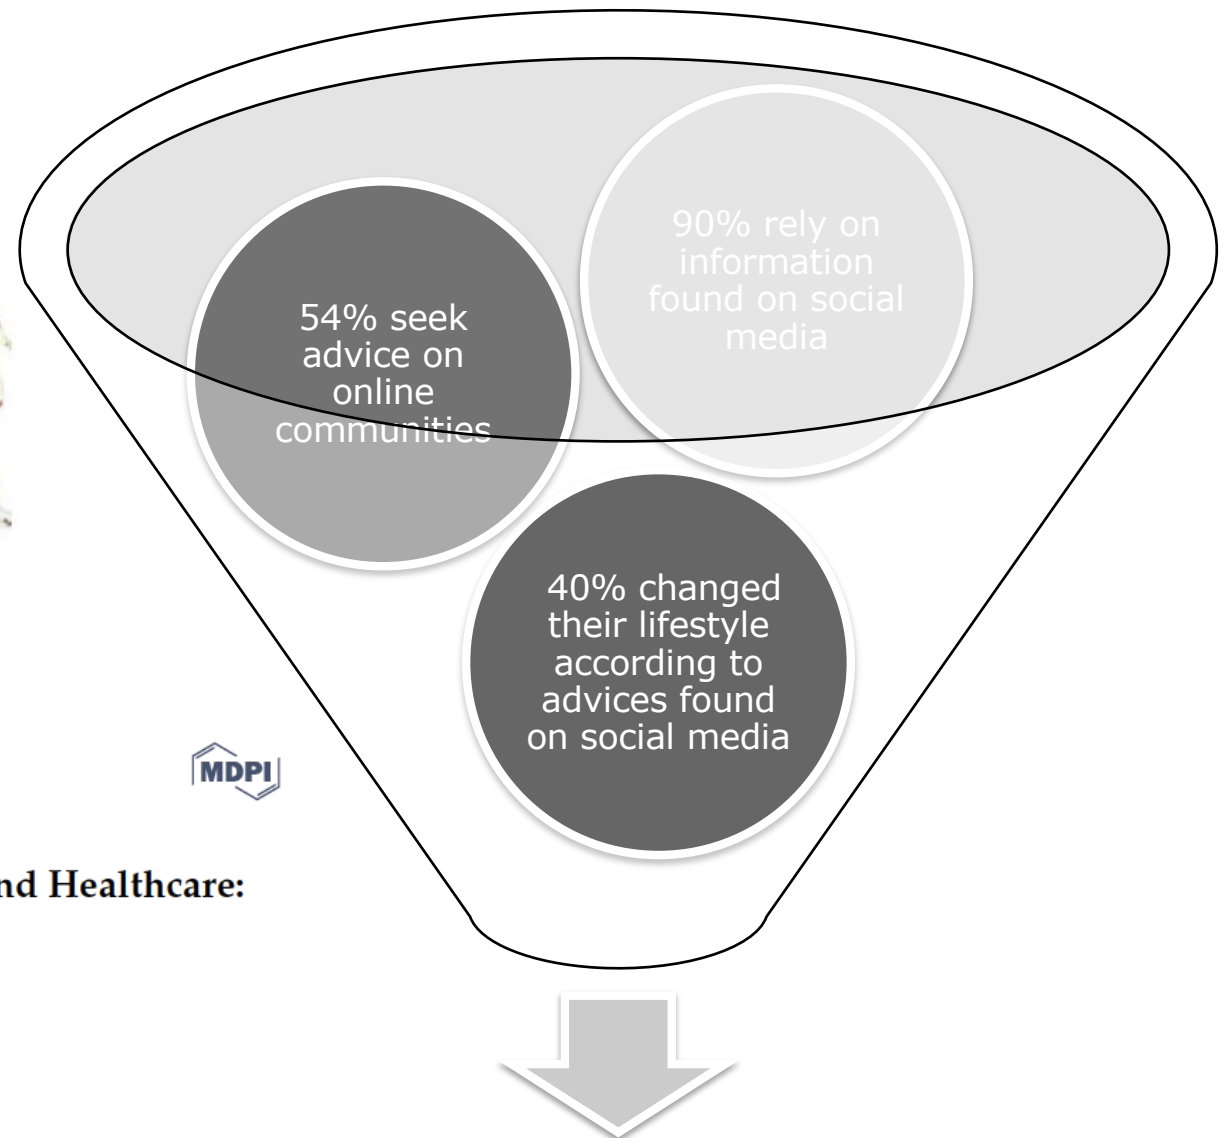 90% rely on
information
found on social
media
54% seek
advice on
online
communities
40% changed
their lifestyle
according to
advices found
on social media
MDPI
nd Healthcare: